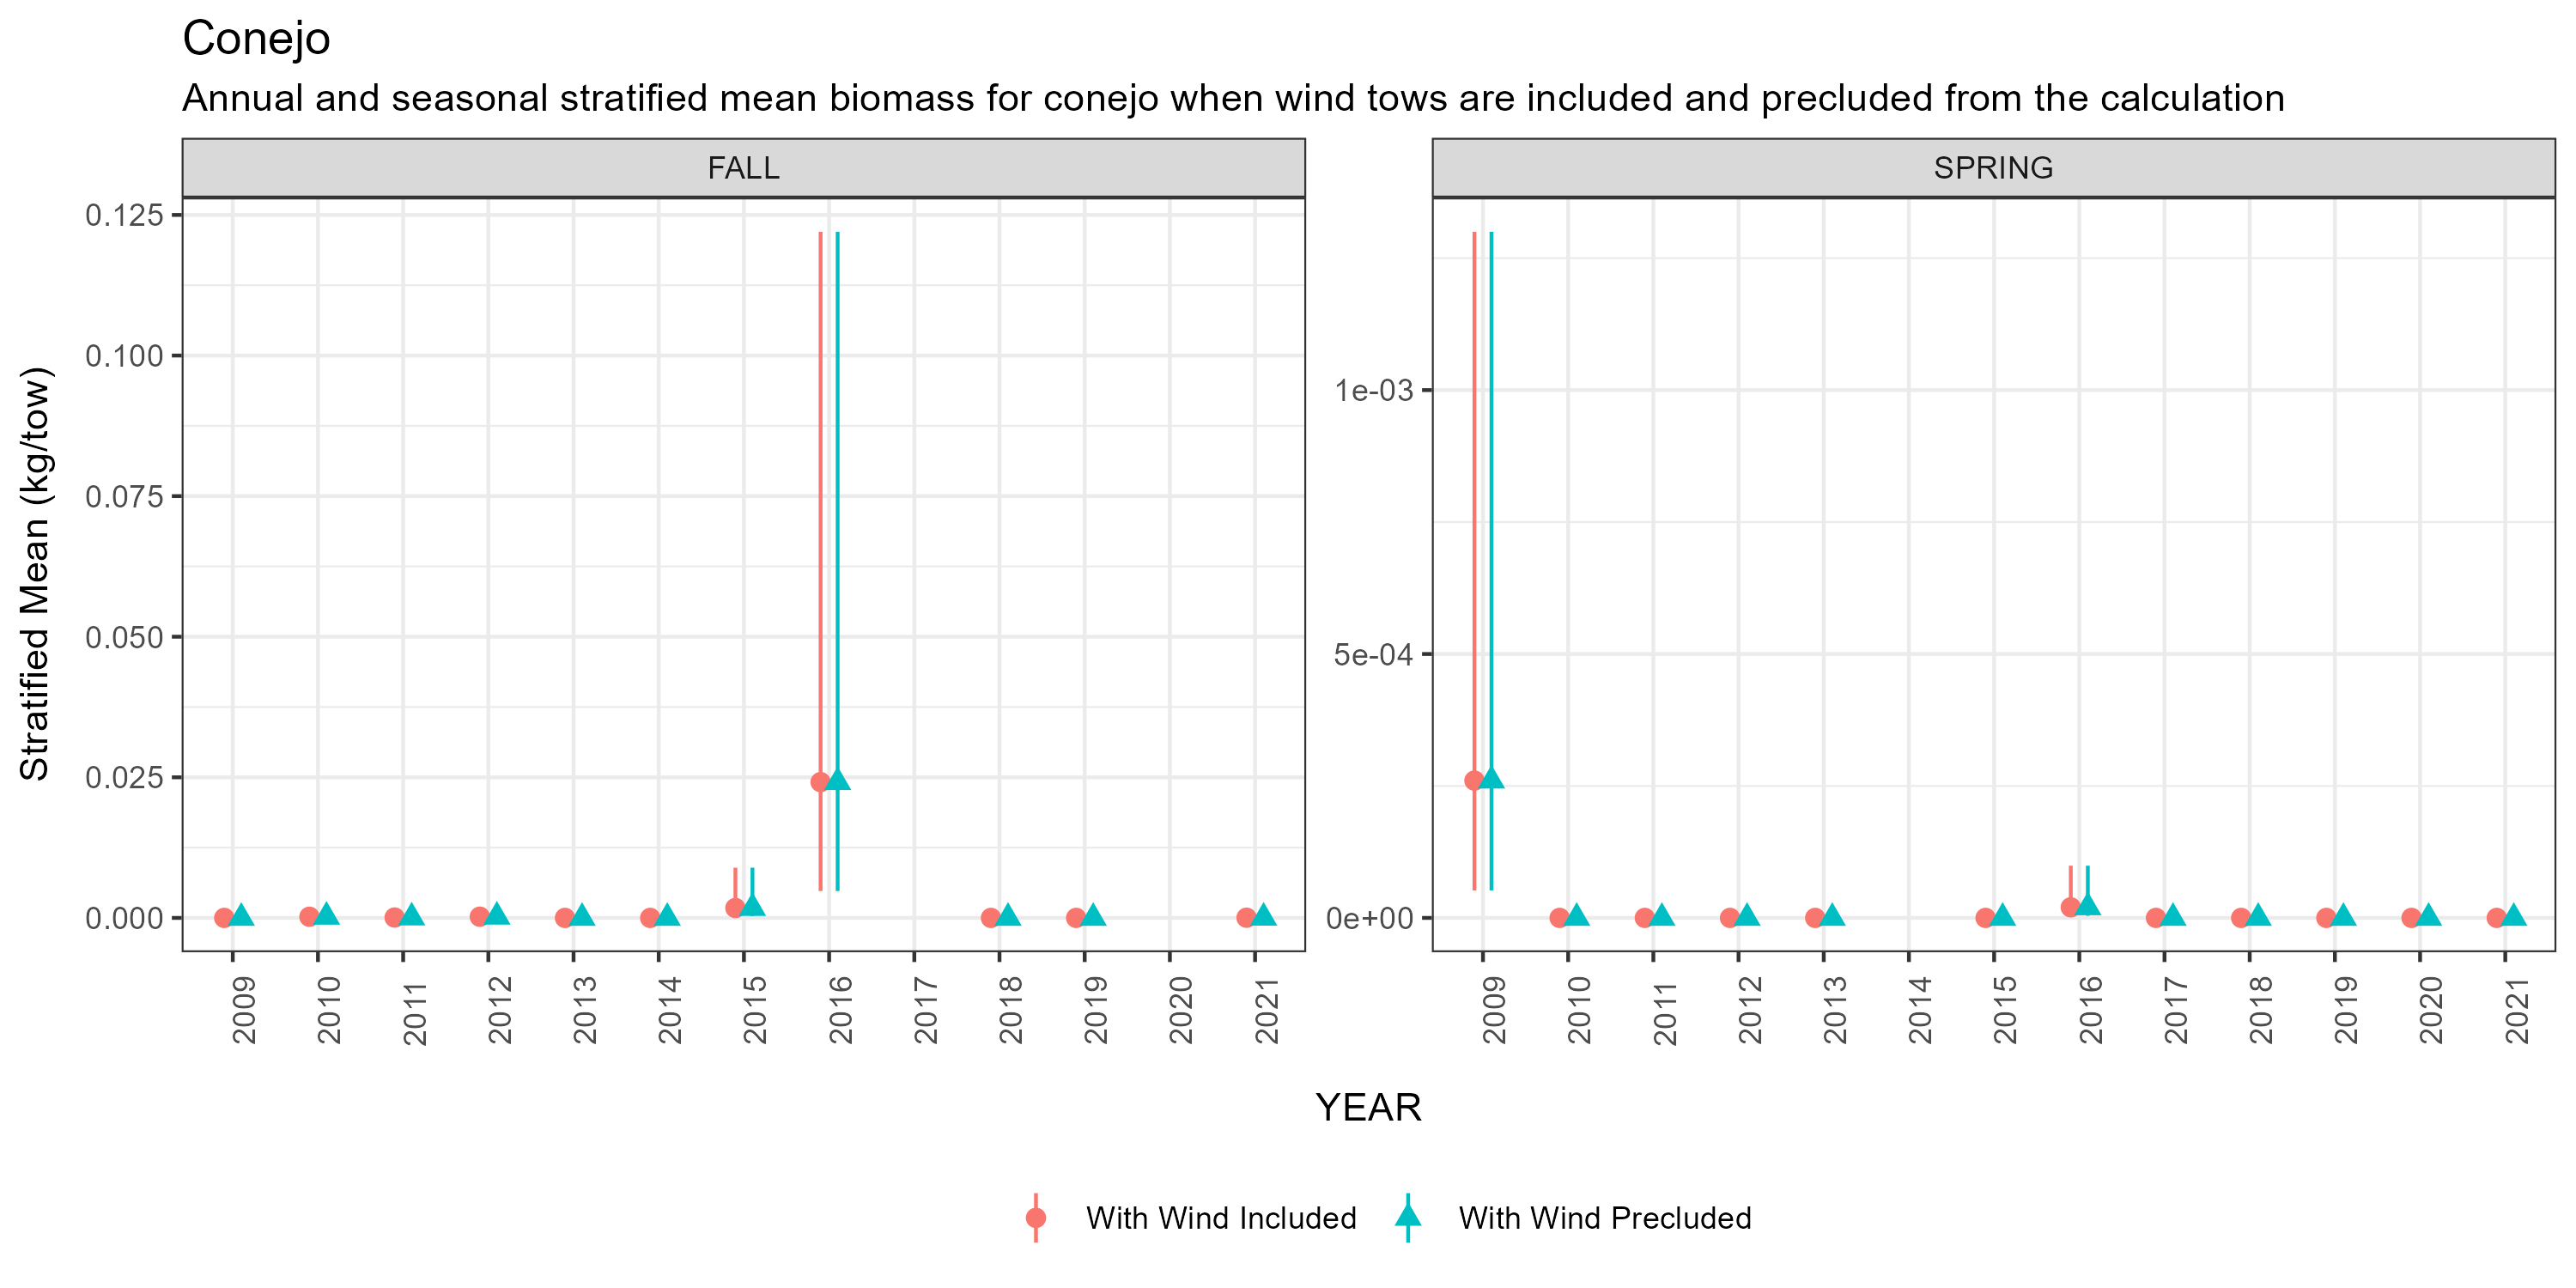 Conejo
Annual and seasonal stratified mean biomass for conejo when wind tows are included and precluded from the calculation
FALL
SPRING
Stratified Mean (kg/tow)
0.125
0.100
0.075
0.050
0.025
0.000
1e-03
5e-04
0e+00
2009 2010 2011 2012 2013 2014 2015 2016 2017 2018 2019 2020 2021
2009 2010 2011 2012 2013 2014 2015 2016 2017 2018 2019 2020 2021
YEAR
With Wind Included
With Wind Precluded